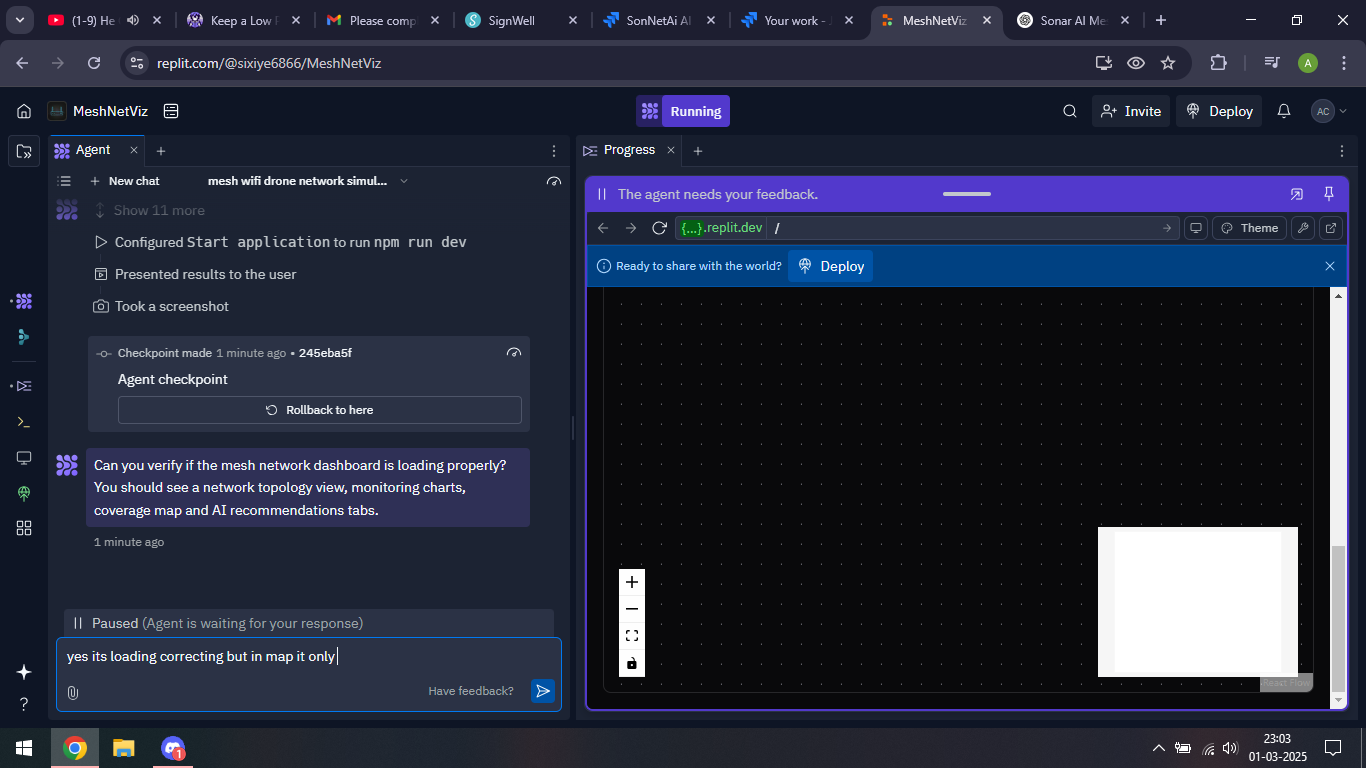 (1-9) He
Keep a Low F
Please comp
SignWell
SonNetAi AI
Your work - J
MeshNetViz
Sonar AI Me
replit.com/@sixiye6866/MeshNetViz
A
MeshNetViz
Running
Invite
Deploy
AC
Agent
Progress
New chat
mesh wifi drone network simul...
The agent needs your feedback.
Show 11 more
{...}.replit.dev
/
Theme
Configured Start application to run npm run dev
Ready to share with the world?
Deploy
Presented results to the user
Took a screenshot
Checkpoint made 1 minute ago • 245eba5f
Agent checkpoint
Rollback to here
Can you verify if the mesh network dashboard is loading properly?
You should see a network topology view, monitoring charts,
coverage map and AI recommendations tabs.
1 minute ago
Paused (Agent is waiting for your response)
yes its loading correcting but in map it only
Have feedback?
React Flow
1
23:03
01-03-2025